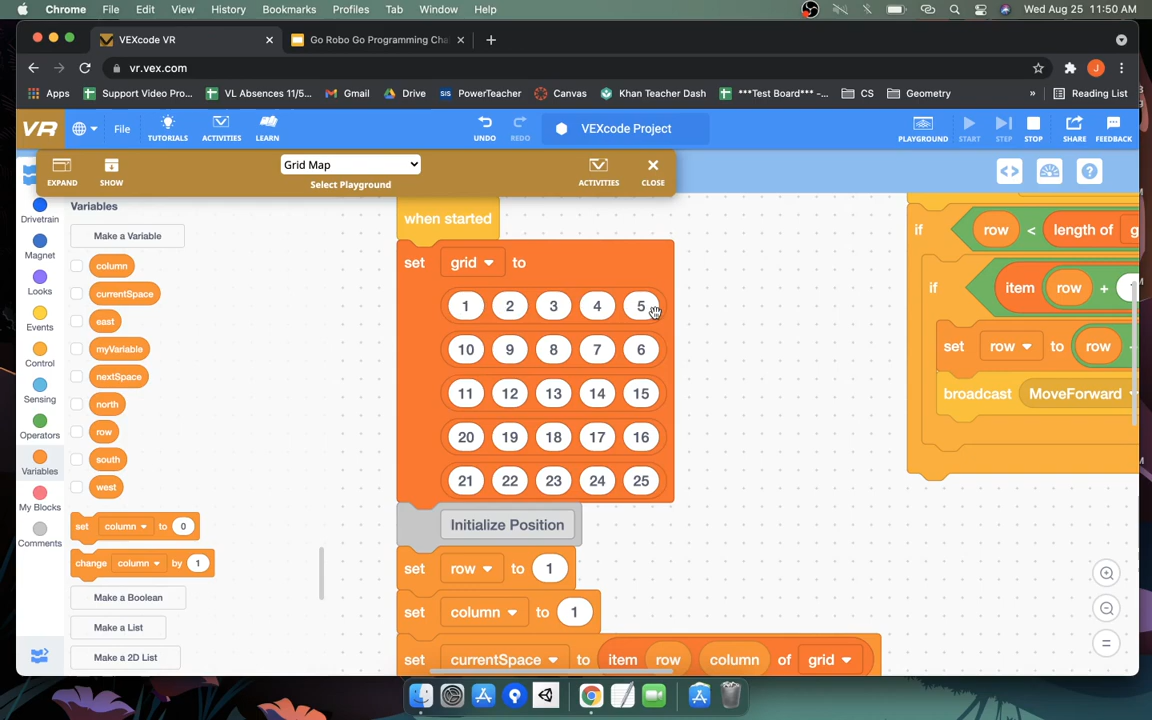 Chrome File Edit View History Bookmarks Profiles Tab Window Help Wed Aug 25 11:50 AM
VEXcode VR Go Robo Go Programming Cha
vr.vex.com J
Apps Support Video Pro... VL Absences 11/5... Gmail Drive SIS PowerTeacher Canvas Khan Teacher Dash ***Test Board*** -... CS Geometry » Reading List
VR File TUTORIALS ACTIVITIES LEARN UNDO REDO VEXcode Project PLAYGROUND START STEP STOP SHARE FEEDBACK
EXPAND SHOW Grid Map Select Playground ACTIVITIES CLOSE
Drivetrain
Magnet
Looks
Events
Control
Sensing
Operators
Variables
My Blocks
Comments
Variables
Make a Variable
column
currentSpace
east
myVariable
nextSpace
north
row
south
west
set column to 0
change column by 1
Make a Boolean
Make a List
Make a 2D List
when started
set grid to
1 2 3 4 5
10 9 8 7 6
11 12 13 14 15
20 19 18 17 16
21 22 23 24 25
Initialize Position
set row to 1
set column to 1
set currentSpace to item row column of grid
if row < length of g
if item row + 1
set row to row
broadcast MoveForward